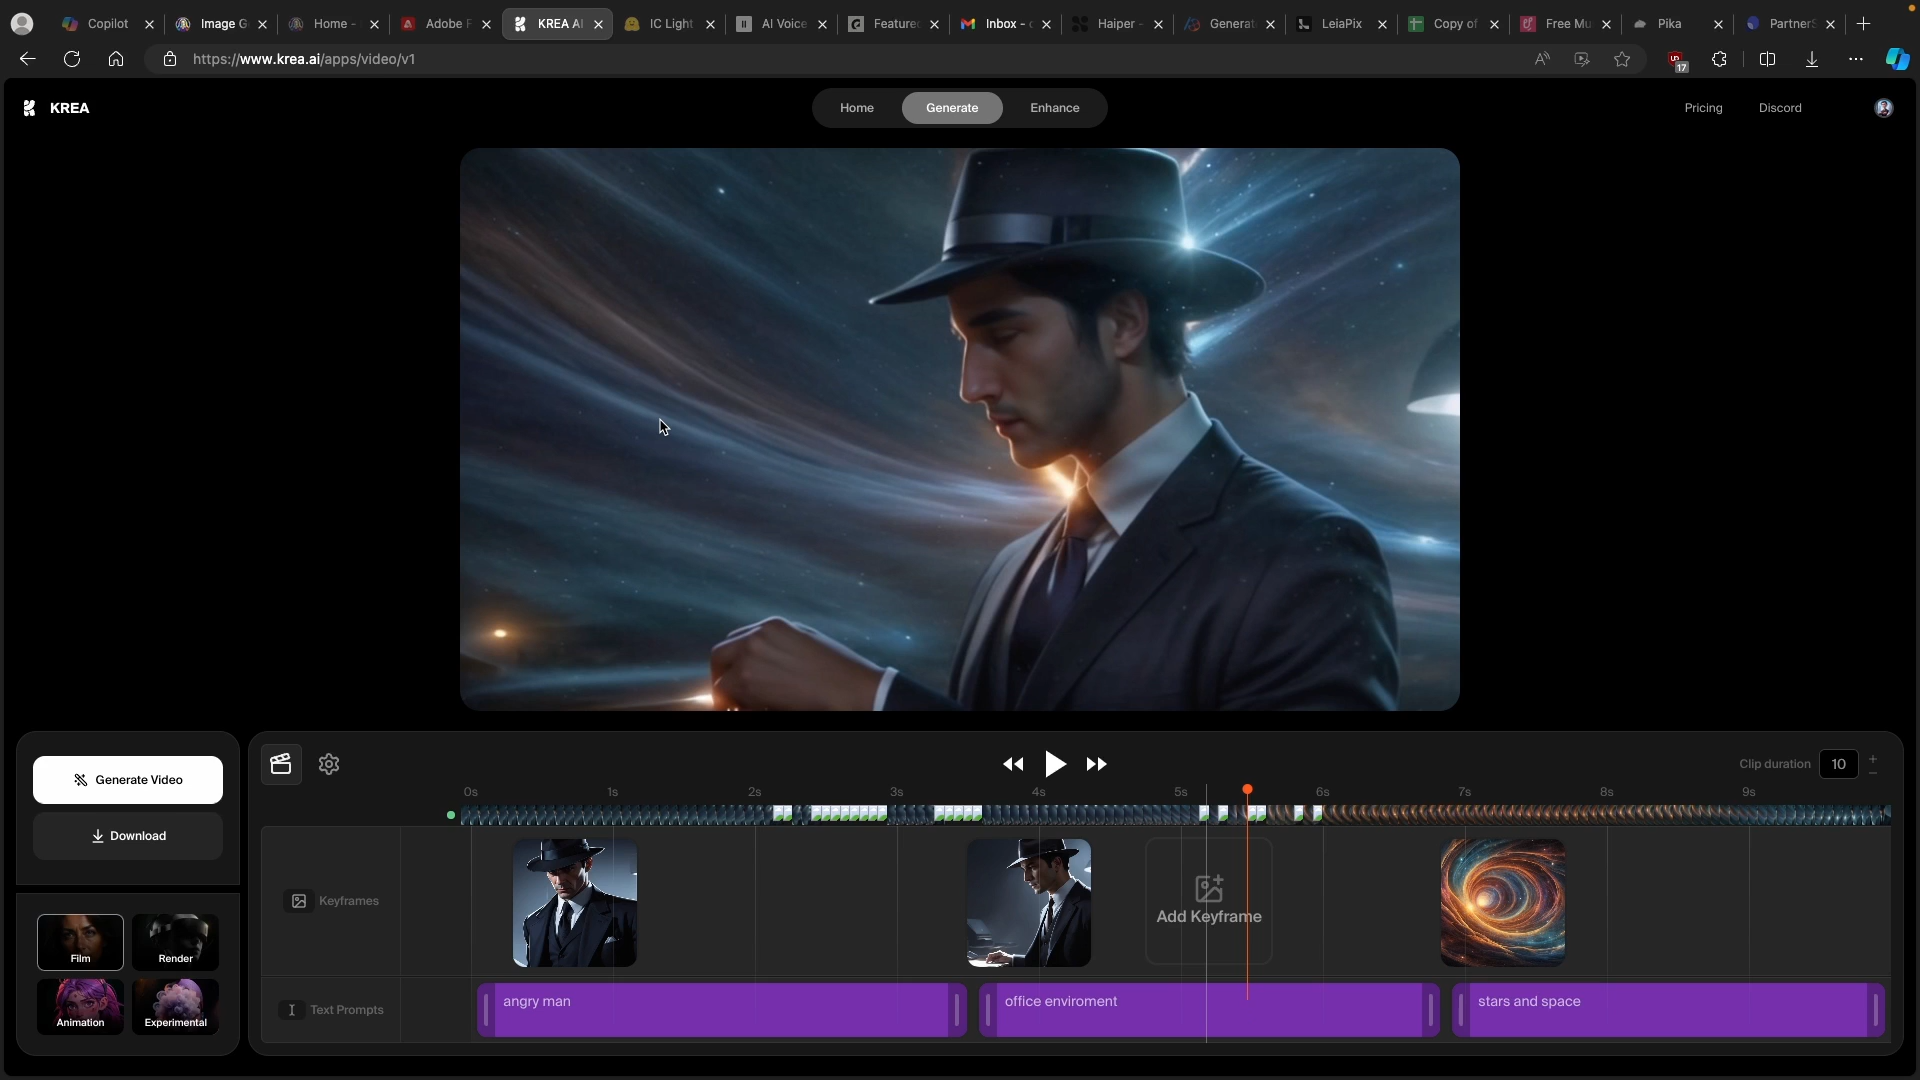 Copilot
Image G
Home -
Adobe F
KREA AI
IC Light
AI Voice
Feature
Inbox -
Haiper -
Generat
LeiaPix
Copy of
Free Mu
Pika
PartnerS
https://www.krea.ai/apps/video/v1
17
KREA
Home
Generate
Enhance
Pricing
Discord
Generate Video
Download
Film
Render
Animation
Experimental
Clip duration
10
0s
1s
2s
3s
4s
5s
6s
7s
8s
9s
Keyframes
Add Keyframe
Text Prompts
angry man
office enviroment
stars and space